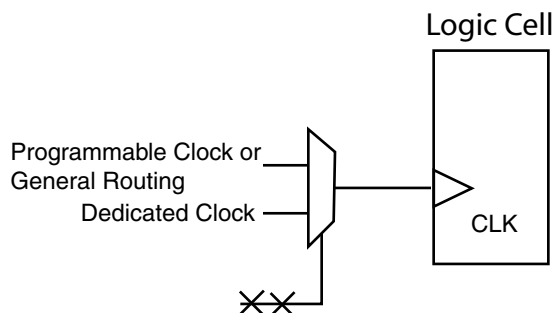 Logic Cell
Programmable Clock or
General Routing
Dedicated Clock
CLK